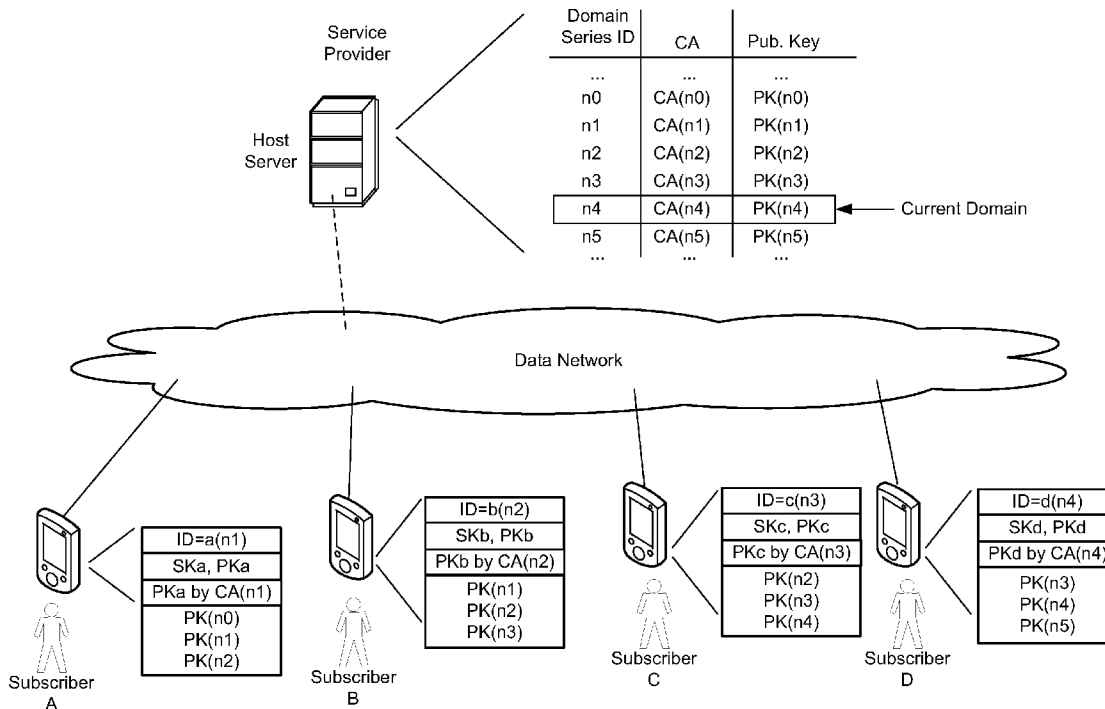 Service
Provider
Host
Server
Domain
Series ID
CA
Pub. Key
... ... ...
n0 CA(n0) PK(n0)
n1 CA(n1) PK(n1)
n2 CA(n2) PK(n2)
n3 CA(n3) PK(n3)
n4 CA(n4) PK(n4)
Current Domain
n5 CA(n5) PK(n5)
... ... ...
Data Network
ID=a(n1)
SKa, PKa
PKa by CA(n1)
PK(n0)
PK(n1)
PK(n2)
Subscriber
A
ID=b(n2)
SKb, PKb
PKb by CA(n2)
PK(n1)
PK(n2)
PK(n3)
Subscriber
B
ID=c(n3)
SKc, PKc
PKc by CA(n3)
PK(n2)
PK(n3)
PK(n4)
Subscriber
C
ID=d(n4)
SKd, PKd
PKd by CA(n4)
PK(n3)
PK(n4)
PK(n5)
Subscriber
D